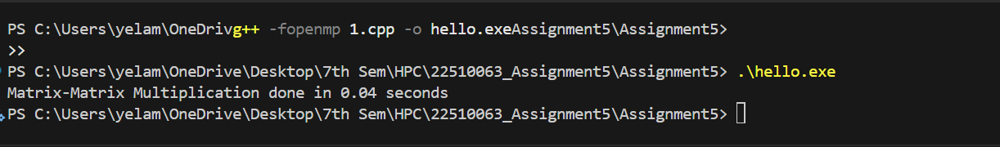 PS C:\Users\yelam\OneDrivg++ -fopenmp 1.cpp -o hello.exeAssignment5\Assignment5>
>>
PS C:\Users\yelam\OneDrive\Desktop\7th Sem\HPC\22510063_Assignment5\Assignment5> .\hello.exe
Matrix-Matrix Multiplication done in 0.04 seconds
PS C:\Users\yelam\OneDrive\Desktop\7th Sem\HPC\22510063_Assignment5\Assignment5>